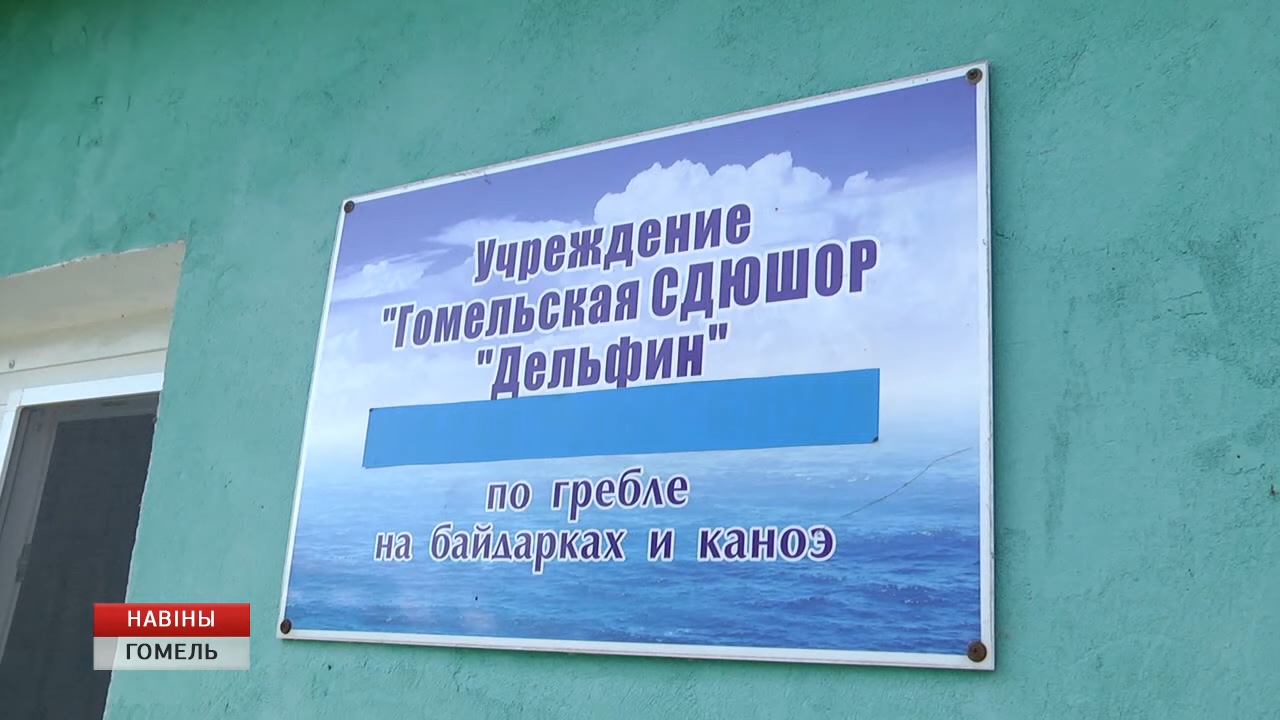 Учреждение
"Гомельская СДЮШОР
"Дельфин"
по гребле
на байдарках и каноэ
НАВІНЫ
ГОМЕЛЬ